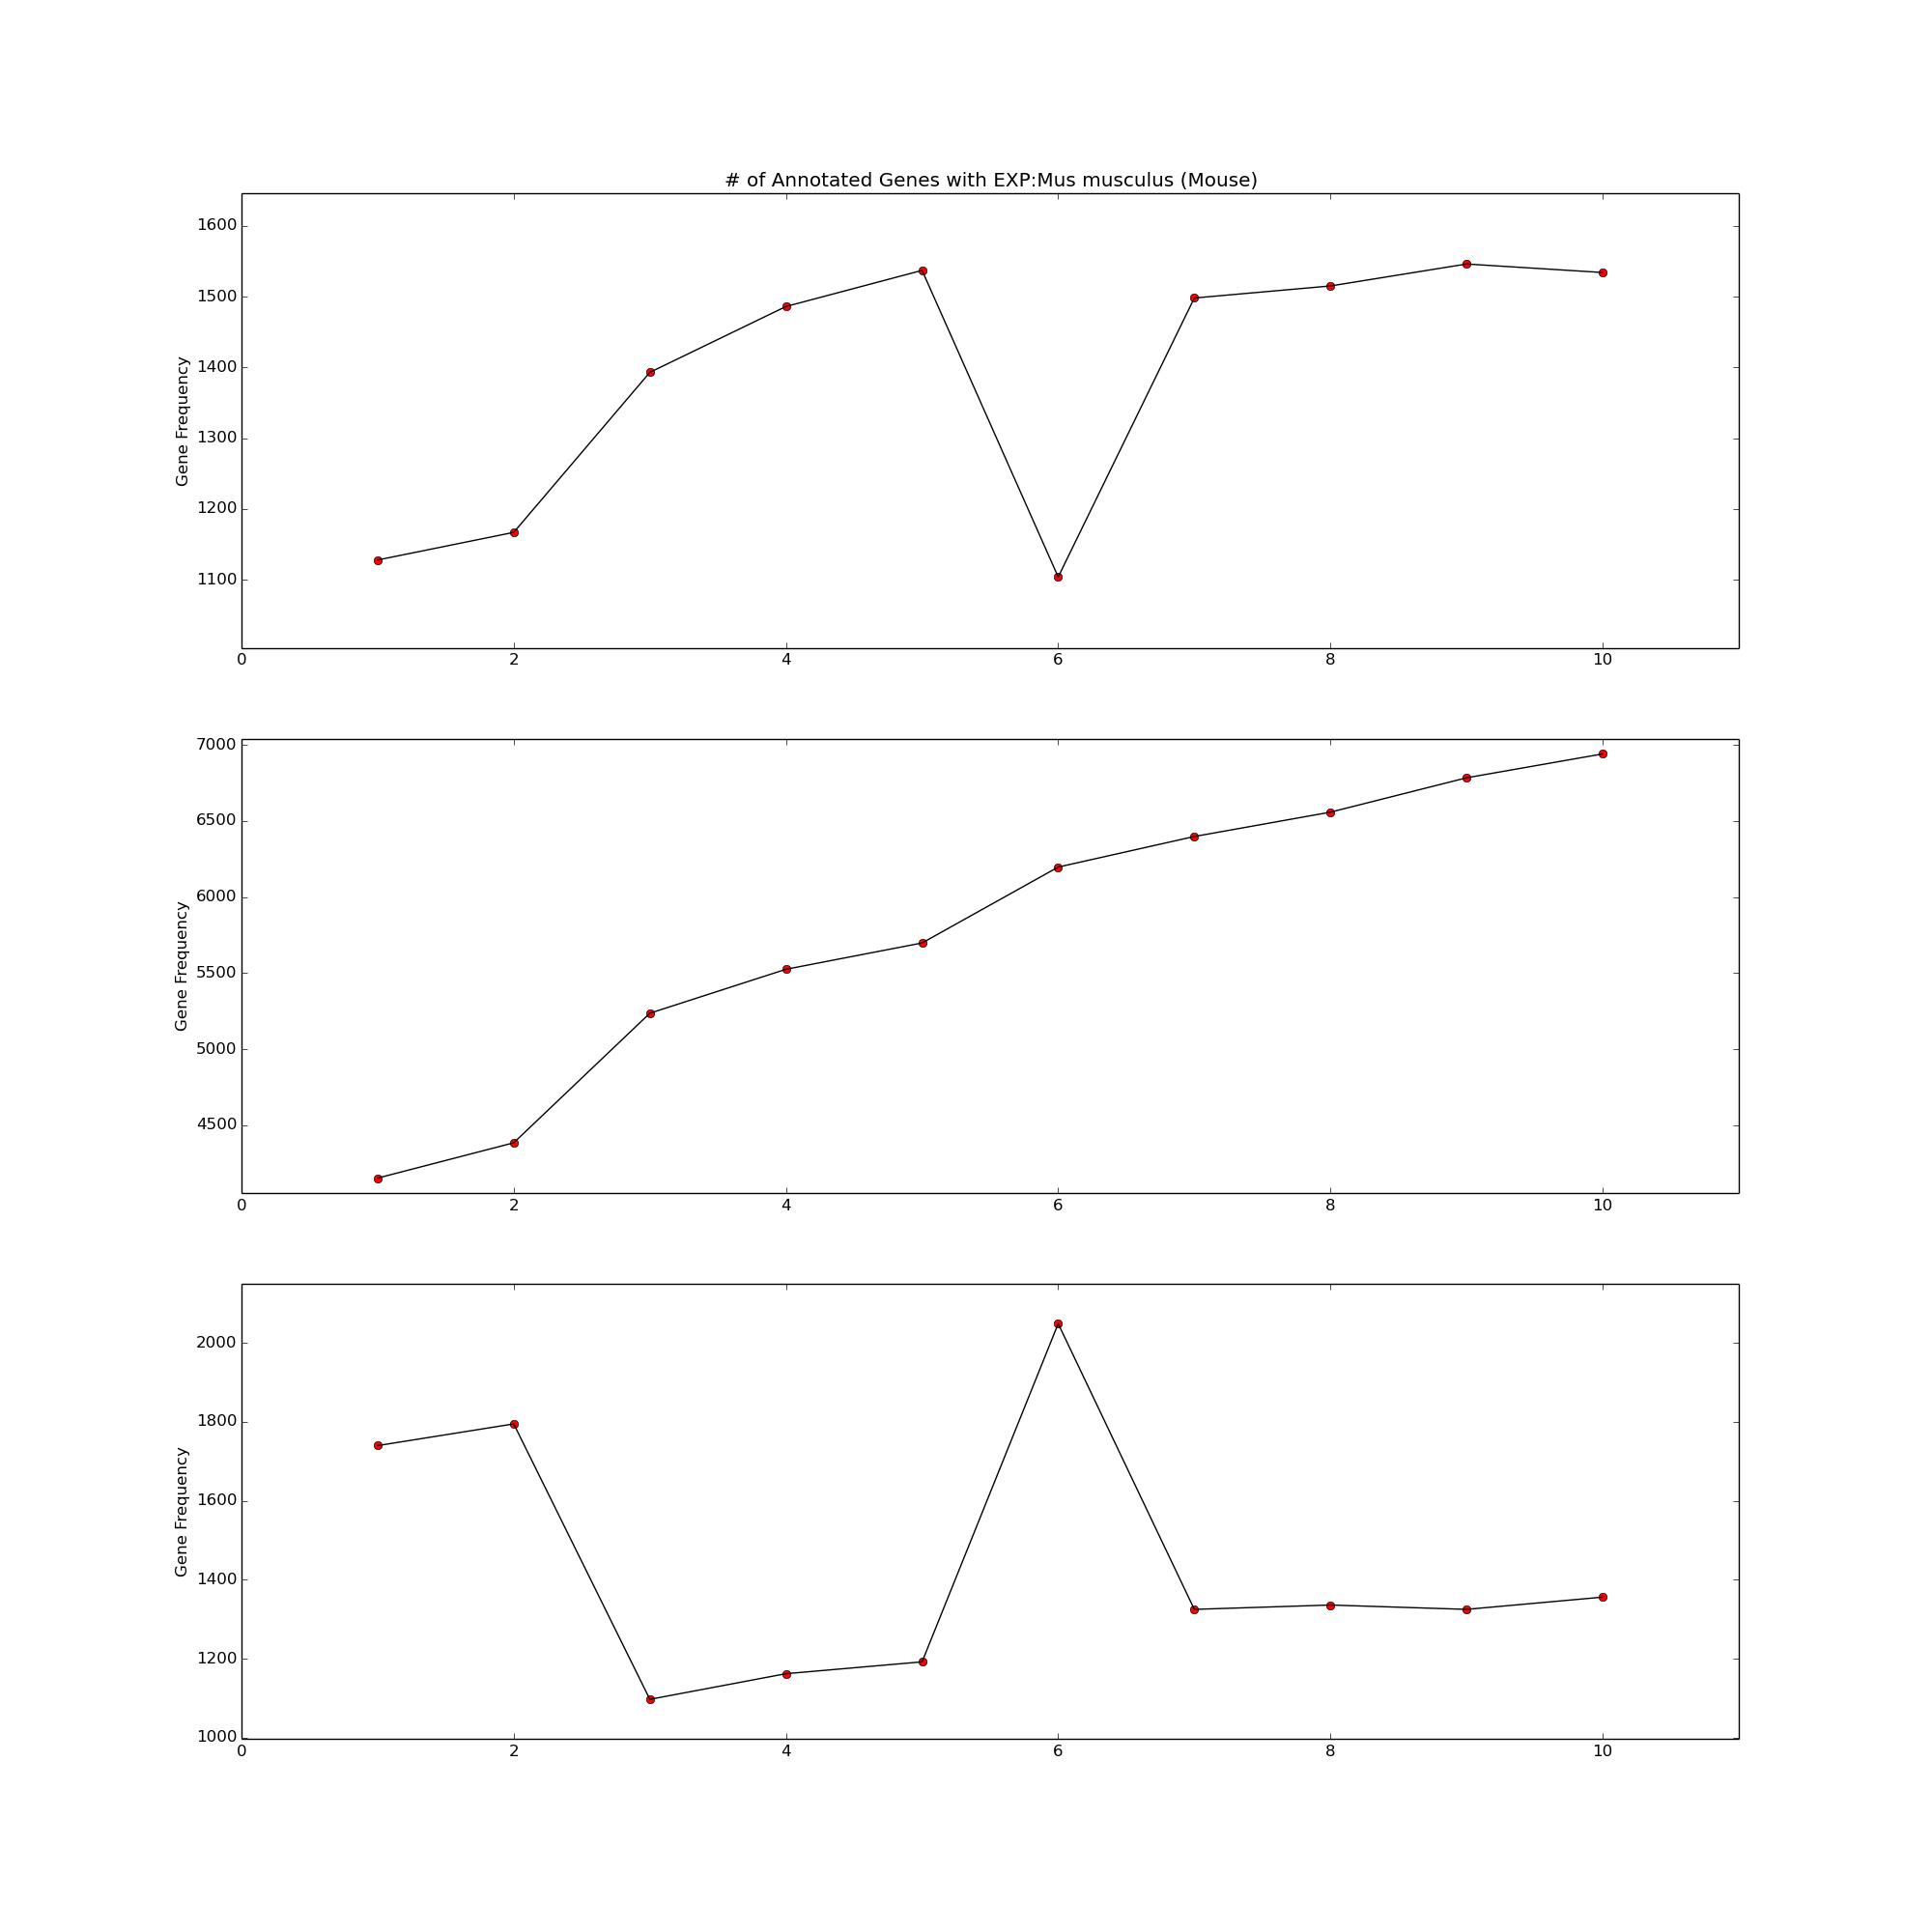 # of Annotated Genes with EXP:Mus musculus (Mouse)
1600
1500
1400
1300
1200
1100
Gene Frequency
0 2 4 6 8 10
7000
6500
6000
5500
5000
4500
Gene Frequency
0 2 4 6 8 10
2000
1800
1600
1400
1200
1000
Gene Frequency
0 2 4 6 8 10